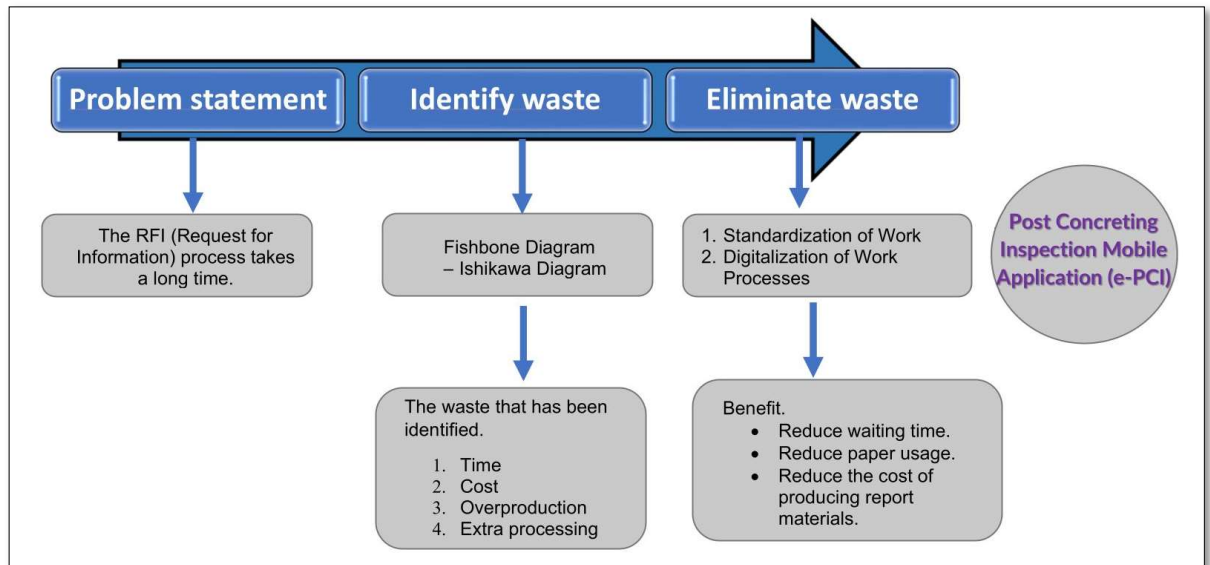 Problem statement
Identify waste
Eliminate waste
The RFI (Request for
Information) process takes
a long time.
Fishbone Diagram
– Ishikawa Diagram
1. Standardization of Work
2. Digitalization of Work
Processes
Post Concreting
Inspection Mobile
Application (e-PCI)
The waste that has been
identified.
1. Time
2. Cost
3. Overproduction
4. Extra processing
Benefit.
• Reduce waiting time.
• Reduce paper usage.
• Reduce the cost of
producing report
materials.